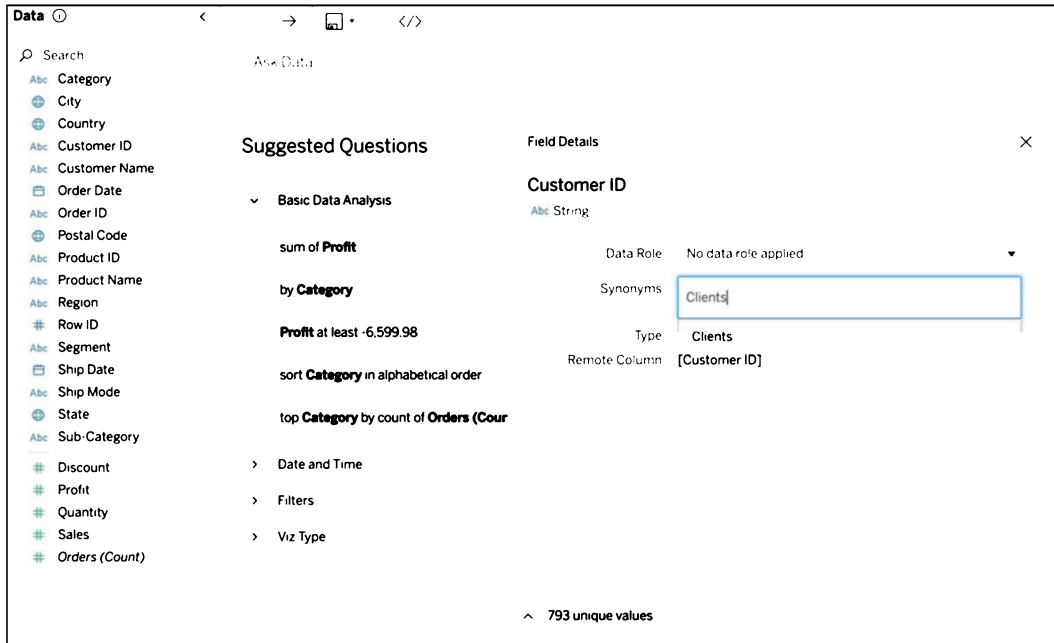 Data
Search
Abc Category
City
Country
Abc Customer ID
Abc Customer Name
Order Date
Abc Order ID
Postal Code
Abc Product ID
Abc Product Name
Abc Region
# Row ID
Abc Segment
Ship Date
Abc Ship Mode
State
Abc Sub-Category
# Discount
# Profit
# Quantity
# Sales
# Orders (Count)
</>
Ask Data
Suggested Questions
Basic Data Analysis
sum of Profit
by Category
Profit at least -6,599.98
sort Category in alphabetical order
top Category by count of Orders (Cour
Date and Time
Filters
Viz Type
Field Details
Customer ID
Abc String
Data Role No data role applied
Synonyms Clients
Type Clients
Remote Column [Customer ID]
793 unique values